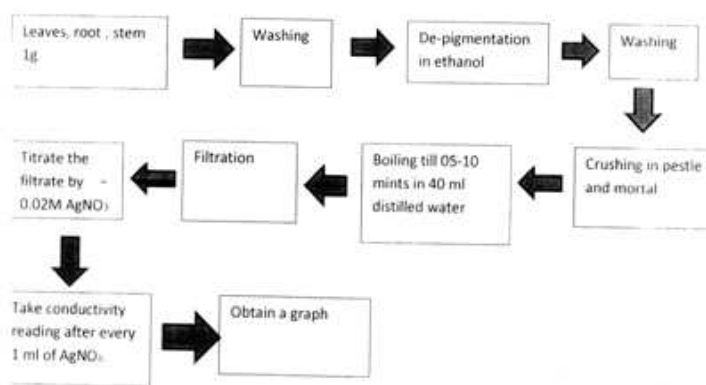 Leaves, root , stem
1g
Washing
De-pigmentation
in ethanol
Washing
Crushing in pestle
and mortal
Boiling till 05-10
mints in 40 ml
distilled water
Filtration
Titrate the
filtrate by -
0.02M AgNO₃
Take conductivity
reading after every
1 ml of AgNO₃.
Obtain a graph